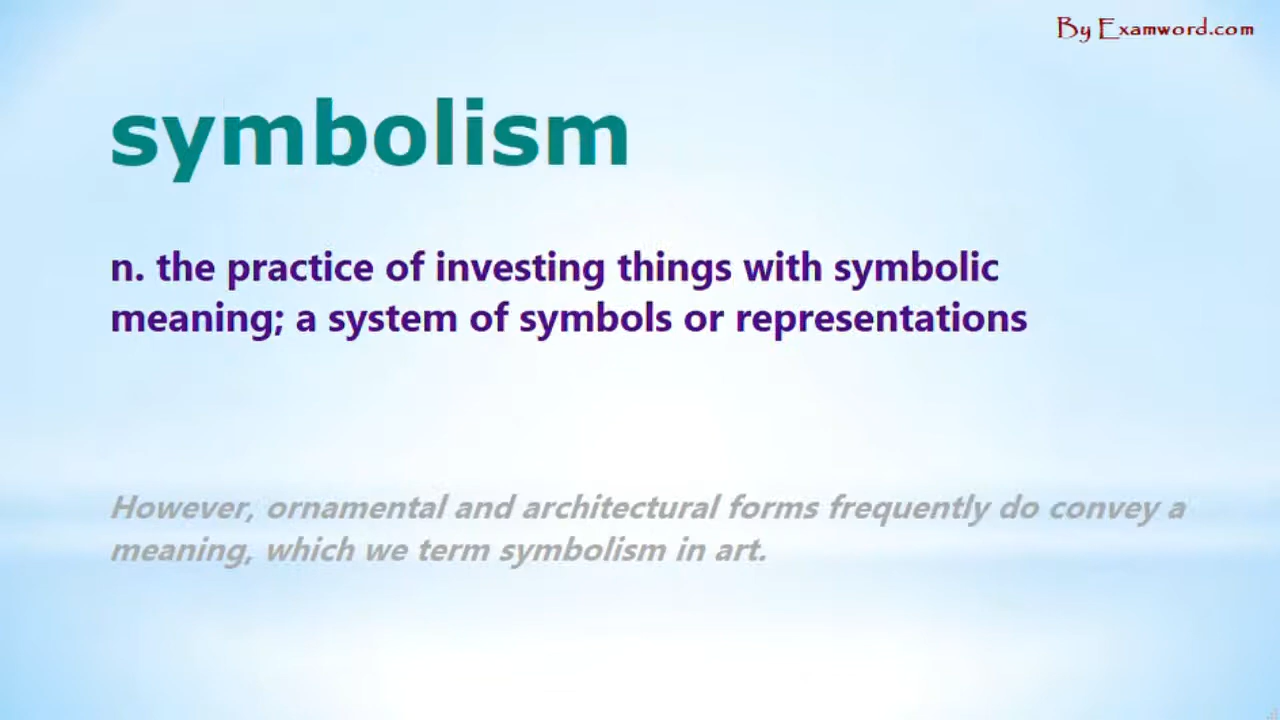 By Examword.com
symbolism
n. the practice of investing things with symbolic
meaning; a system of symbols or representations
However, ornamental and architectural forms frequently do convey a
meaning, which we term symbolism in art.